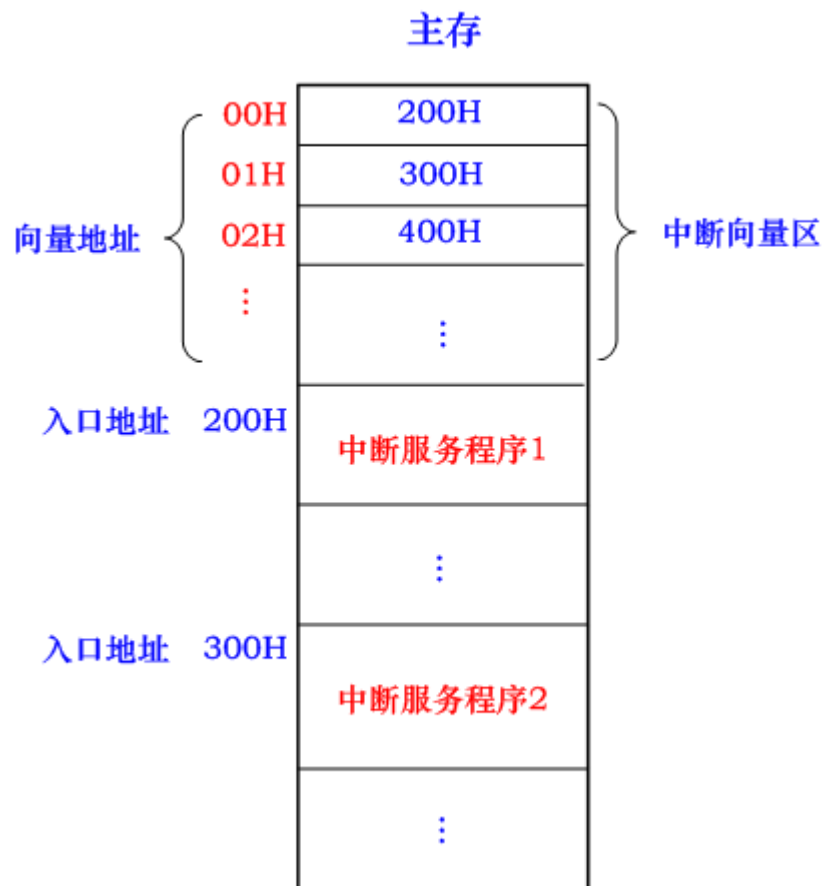 主存
00H 200H
01H 300H
向量地址 02H 400H 中断向量区
⋮
⋮
入口地址 200H
中断服务程序1
⋮
入口地址 300H
中断服务程序2
⋮